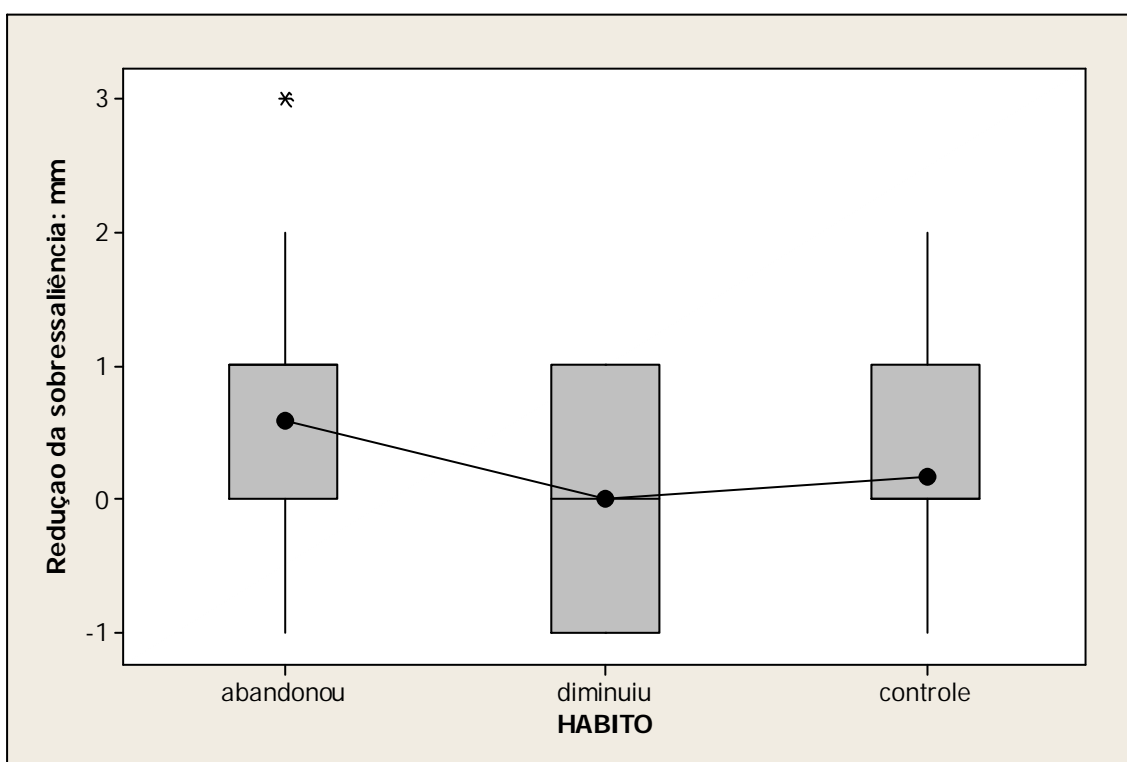 Reduçao da sobressaliência: mm
3
2
1
0
-1
abandonou
diminuiu
controle
HABITO